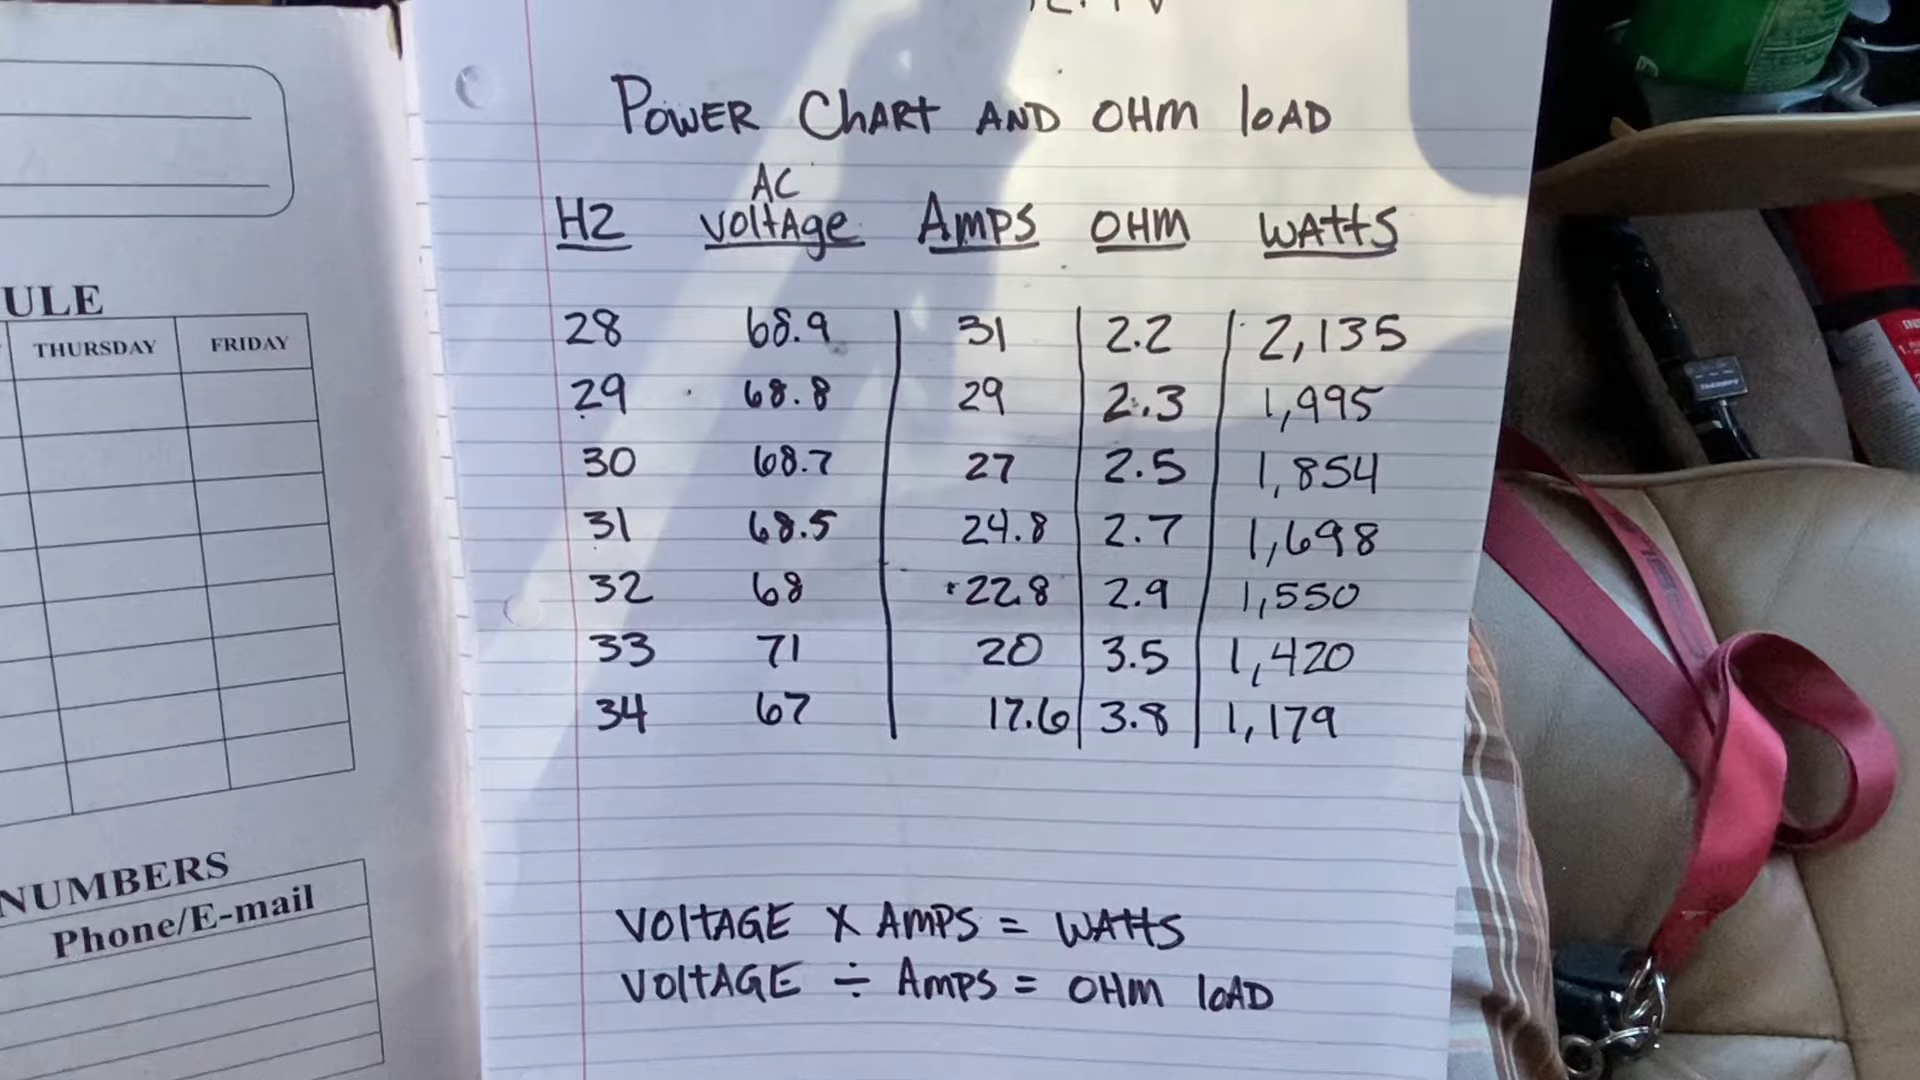 POWER CHART AND OHM LOAD
HZ AC VOLTAGE AMPS OHM WATTS
28 68.9 31 2.2 2,135
29 68.8 29 2.3 1,995
30 68.7 27 2.5 1,854
31 68.5 24.8 2.7 1,698
32 68 22.8 2.9 1,550
33 71 20 3.5 1,420
34 67 17.6 3.8 1,179
VOLTAGE X AMPS = WATTS
VOLTAGE ÷ AMPS = OHM LOAD
ULE
THURSDAY FRIDAY
NUMBERS
Phone/E-mail